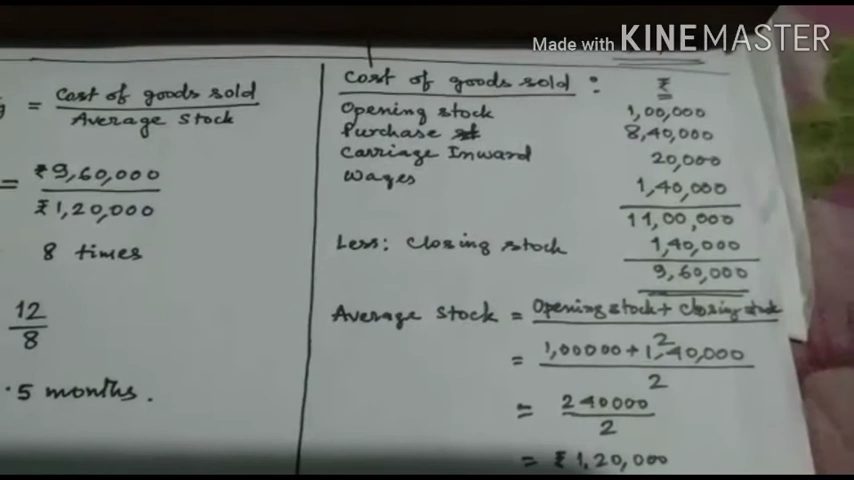 Made with KINEMASTER
= Cost of goods sold
Average stock
= ₹9,60,000
₹1,20,000
8 times
12
8
.5 months.
Cost of goods sold : ₹
Opening stock 1,00,000
Purchase 8,40,000
Carriage Inward 20,000
Wages 1,40,000
11,00,000
Less: Closing stock 1,40,000
9,60,000
Average stock = Opening stock + Closing stock
2
= 1,00000 + 1,40,000
2
= 240000
2
= ₹1,20,000